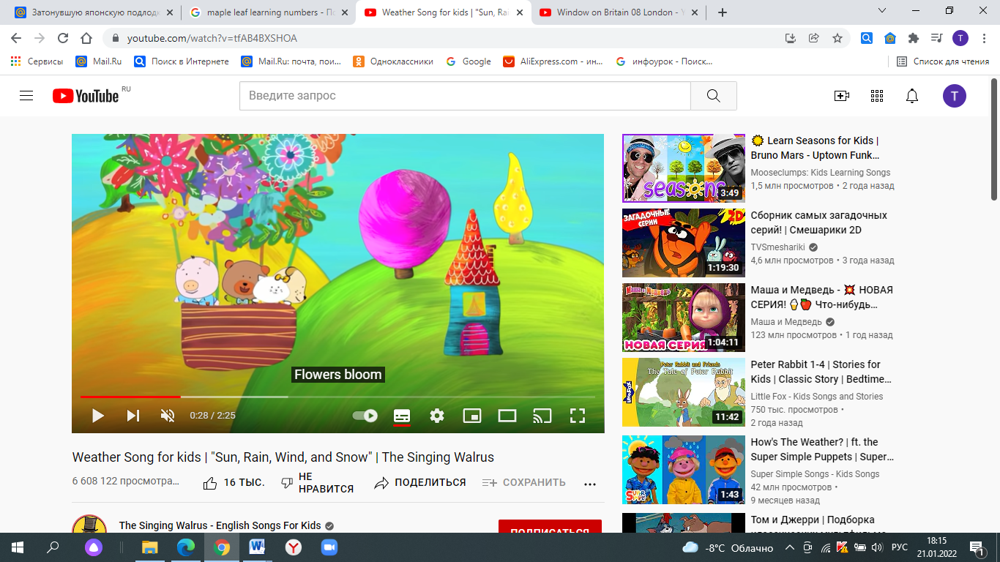 Затонувшую японскую подлодк
maple leaf learning numbers - По
Weather Song for kids | "Sun, Rai
Window on Britain 08 London - Y
youtube.com/watch?v=tfAB4BXSHOA
T
Сервисы
Mail.Ru
Поиск в Интернете
Mail.Ru: почта, пои...
Одноклассники
Google
AliExpress.com - ин...
инфоурок - Поиск...
Список для чтения
YouTube RU
Введите запрос
T
Flowers bloom
0:28 / 2:25
Weather Song for kids | "Sun, Rain, Wind, and Snow" | The Singing Walrus
6 608 122 просмотра...
16 ТЫС.
НЕ
НРАВИТСЯ
ПОДЕЛИТЬСЯ
СОХРАНИТЬ
The Singing Walrus - English Songs For Kids
ПОДПИСАТЬСЯ
seasons
3:49
Learn Seasons for Kids |
Bruno Mars - Uptown Funk...
Mooseclumps: Kids Learning Songs
1,5 млн просмотров • 2 года назад
ЗАГАДОЧНЫЕ
СЕРИИ
2D
1:19:30
Сборник самых загадочных
серий! | Смешарики 2D
TVSmeshariki
4,6 млн просмотров • 3 года назад
Маша и Медведь
НОВАЯ СЕРИЯ
1:04:11
Маша и Медведь - НОВАЯ
СЕРИЯ! Что-нибудь...
Маша и Медведь
123 млн просмотров • 1 год назад
Peter Rabbit and Friends
The Tale of Peter Rabbit
Little Fox
11:42
Peter Rabbit 1-4 | Stories for
Kids | Classic Story | Bedtime...
Little Fox - Kids Songs and Stories
750 тыс. просмотров •
2 года назад
SUPER
SIMPLE
1:43
How's The Weather? | ft. the
Super Simple Puppets | Super...
Super Simple Songs - Kids Songs
42 млн просмотров •
9 месяцев назад
Том и Джерри | Подборка
-8°C Облачно
РУС
18:15
21.01.2022
1